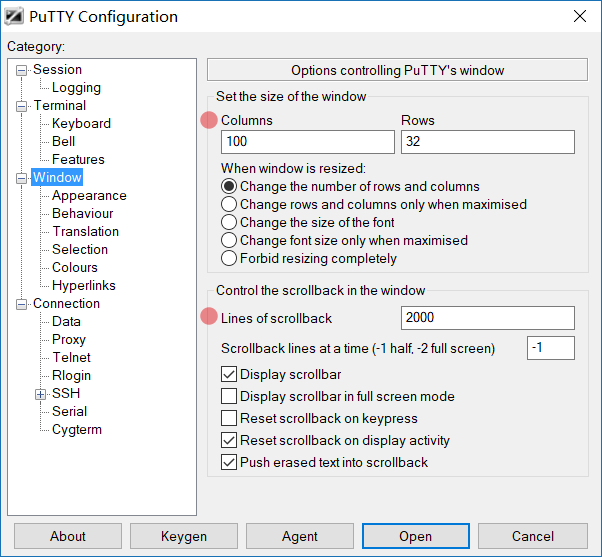 PuTTY Configuration
Category:
Session
Logging
Terminal
Keyboard
Bell
Features
Window
Appearance
Behaviour
Translation
Selection
Colours
Hyperlinks
Connection
Data
Proxy
Telnet
Rlogin
SSH
Serial
Cygterm
Options controlling PuTTY's window
Set the size of the window
Columns Rows
100 32
When window is resized:
Change the number of rows and columns
Change rows and columns only when maximised
Change the size of the font
Change font size only when maximised
Forbid resizing completely
Control the scrollback in the window
Lines of scrollback 2000
Scrollback lines at a time (-1 half, -2 full screen) -1
Display scrollbar
Display scrollbar in full screen mode
Reset scrollback on keypress
Reset scrollback on display activity
Push erased text into scrollback
About Keygen Agent Open Cancel